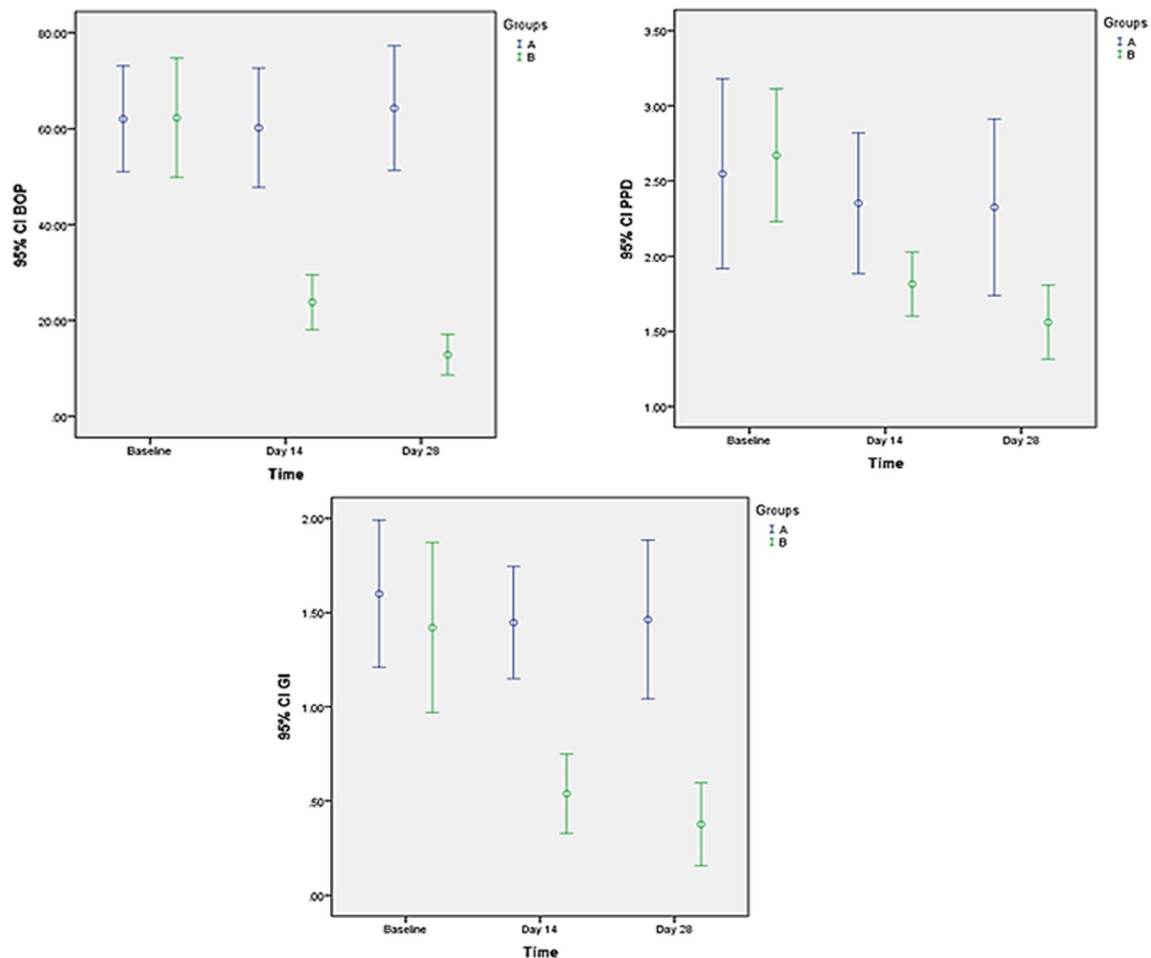 Groups
A
B
80.00
60.00
40.00
20.00
.00
95% CI BOP
Baseline
Day 14
Day 28
Time
Groups
A
B
3.50
3.00
2.50
2.00
1.50
1.00
95% CI PPD
Baseline
Day 14
Day 28
Time
Groups
A
B
2.00
1.50
1.00
.50
.00
95% CI GI
Baseline
Day 14
Day 28
Time